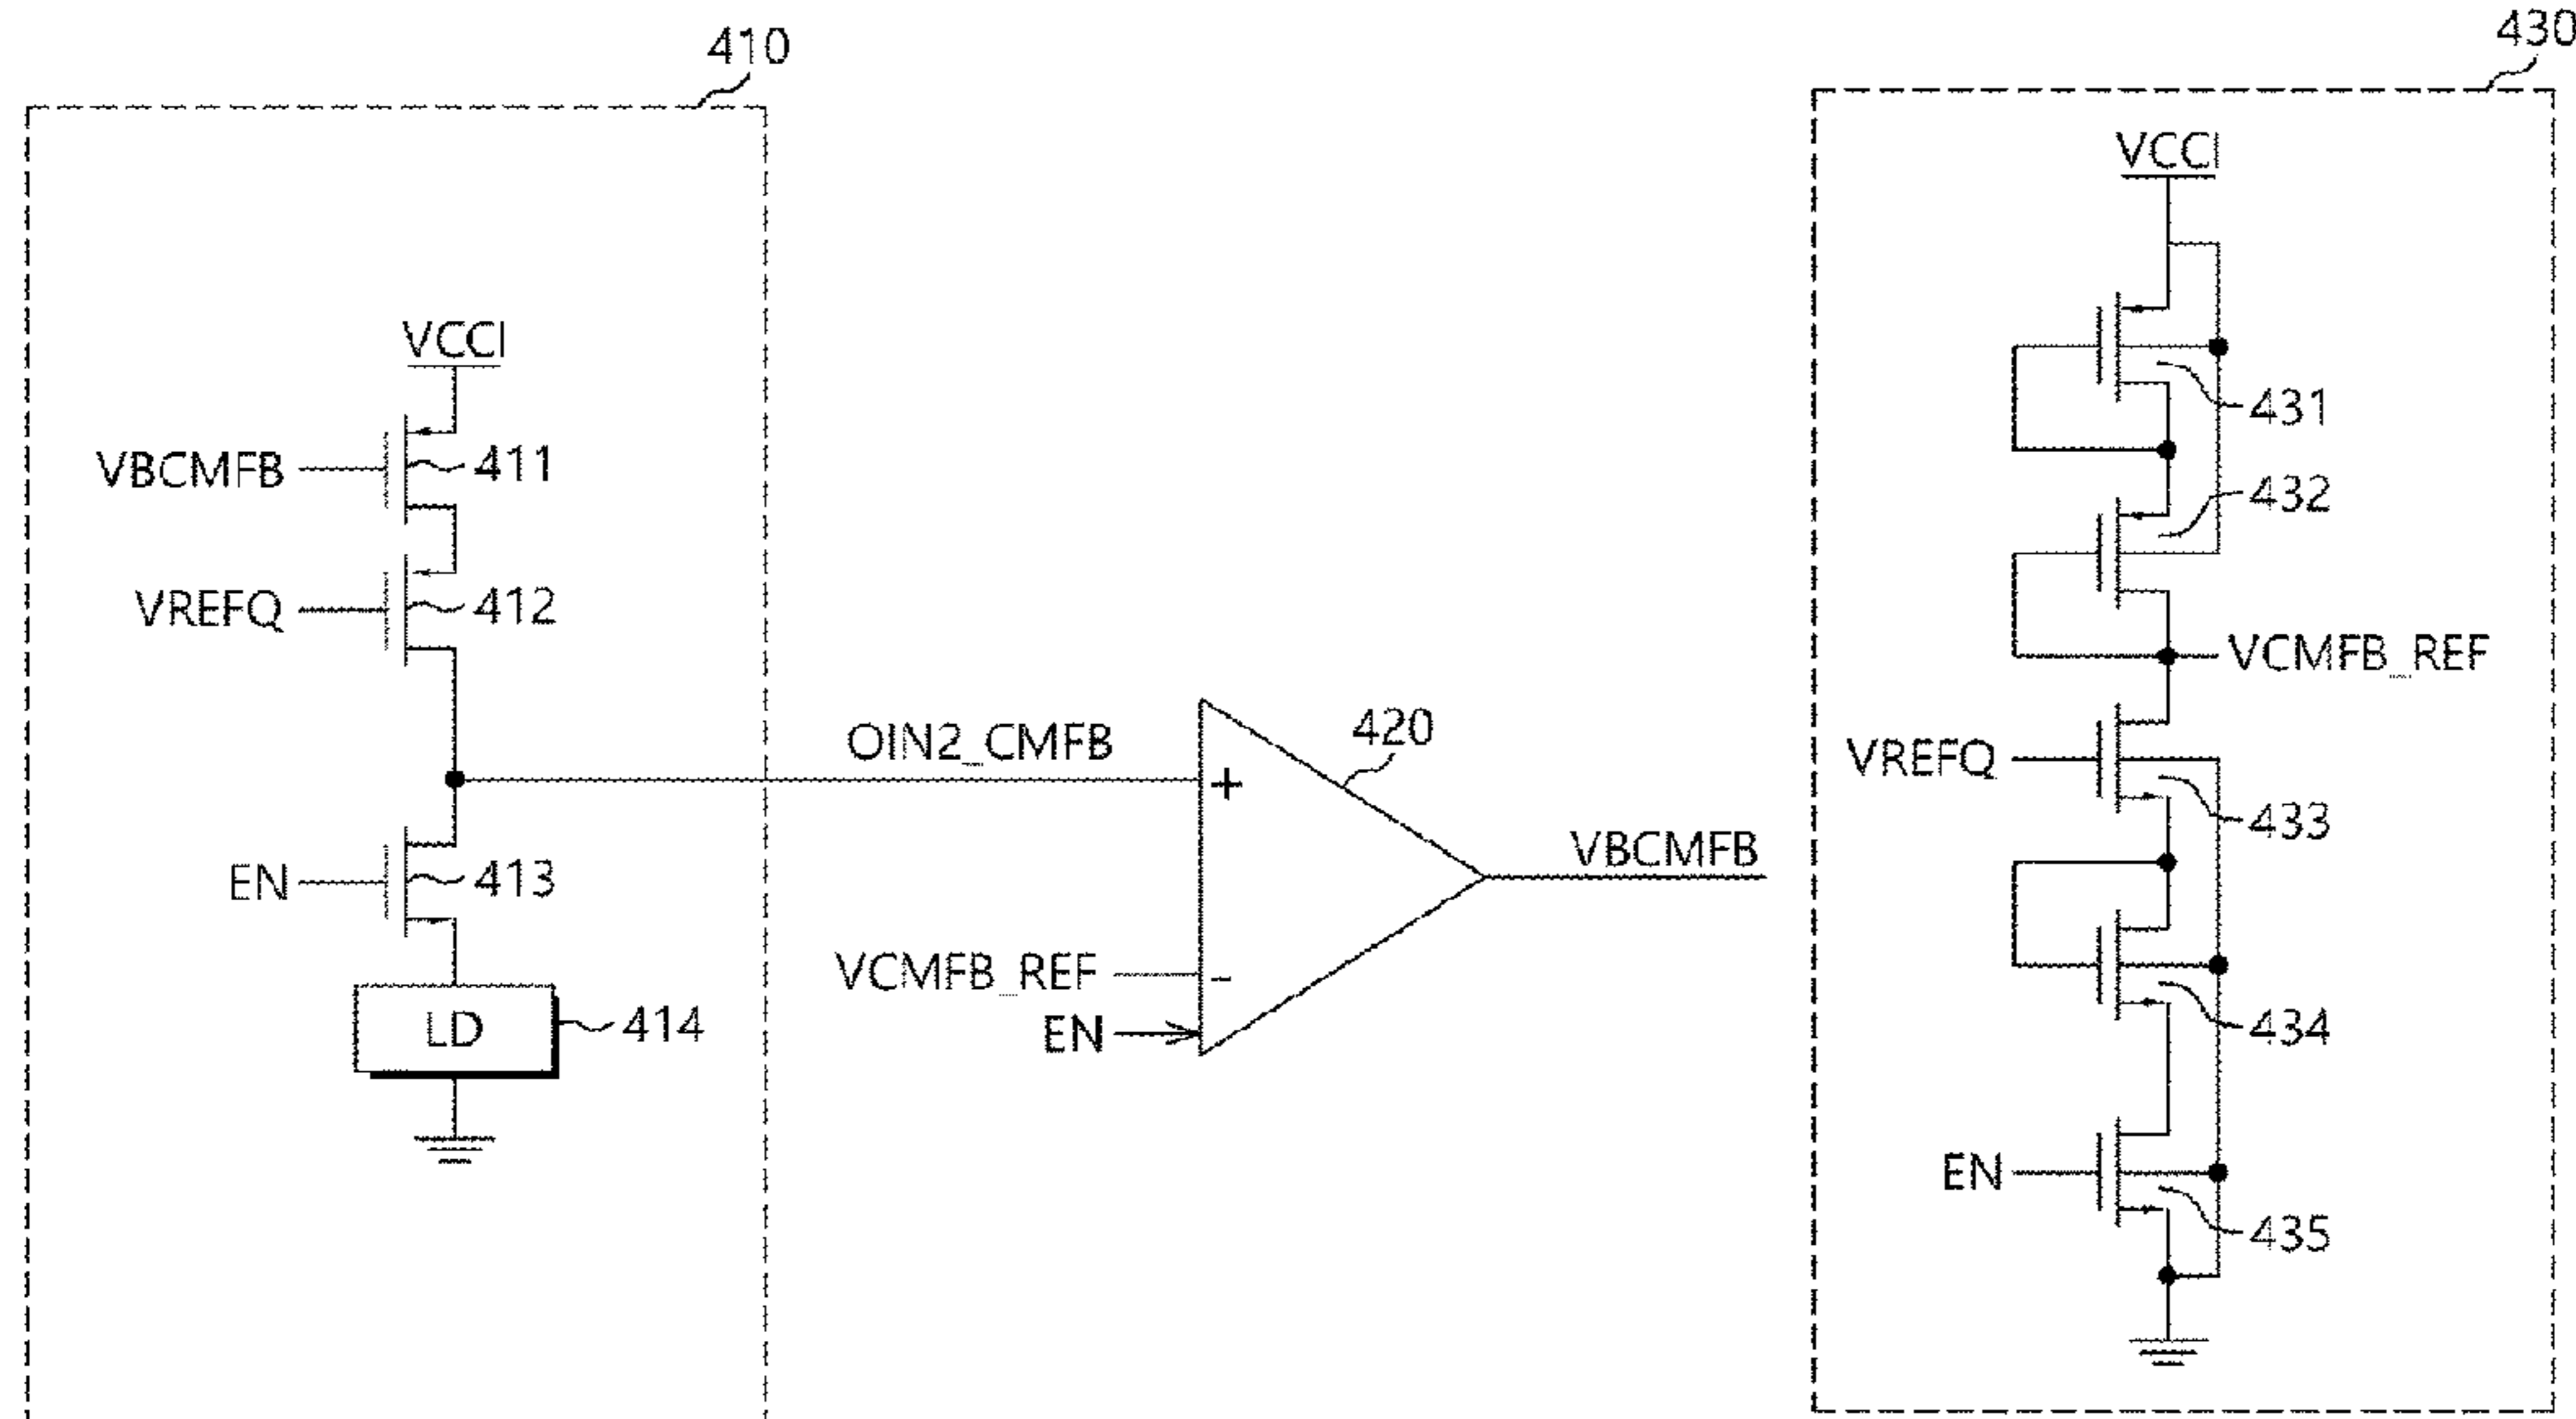 410
VCCI
VBCMFB
411
VREFQ
412
EN
413
LD
414
OIN2_CMFB
420
+
VCMFB_REF
-
EN
VBCMFB
430
VCCI
431
432
VCMFB_REF
VREFQ
433
434
EN
435